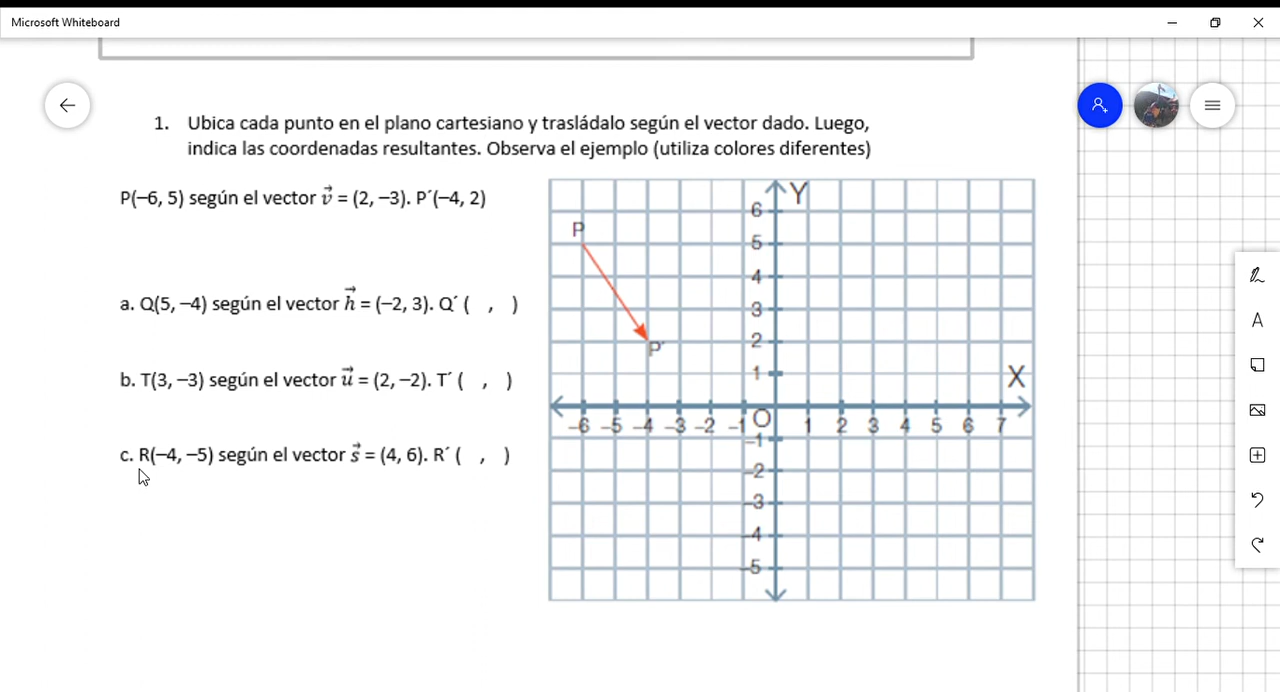 Microsoft Whiteboard
1. Ubica cada punto en el plano cartesiano y trasládalo según el vector dado. Luego,
indica las coordenadas resultantes. Observa el ejemplo (utiliza colores diferentes)
P(–6, 5) según el vector v⃗ = (2, –3). P´(–4, 2)
a. Q(5, –4) según el vector h⃗ = (–2, 3). Q´ ( , )
b. T(3, –3) según el vector u⃗ = (2, –2). T´ ( , )
c. R(–4, –5) según el vector s⃗ = (4, 6). R´ ( , )
Y
6
P
5
4
3
2
P´
1
X
O
–6 –5 –4 –3 –2 –1 1 2 3 4 5 6 7
–1
–2
–3
–4
–5
A